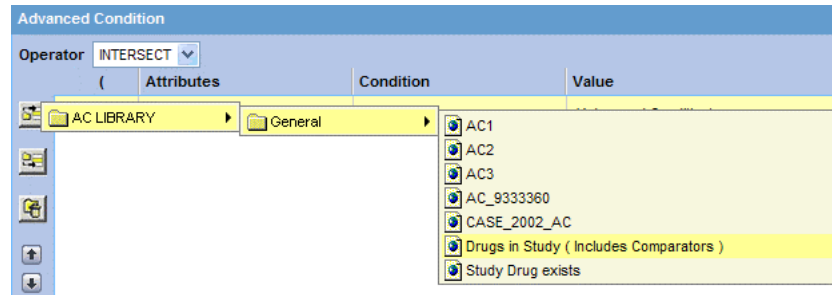 Advanced Condition
Operator INTERSECT
( Attributes Condition Value
AC LIBRARY
General
AC1
AC2
AC3
AC_9333360
CASE_2002_AC
Drugs in Study ( Includes Comparators )
Study Drug exists